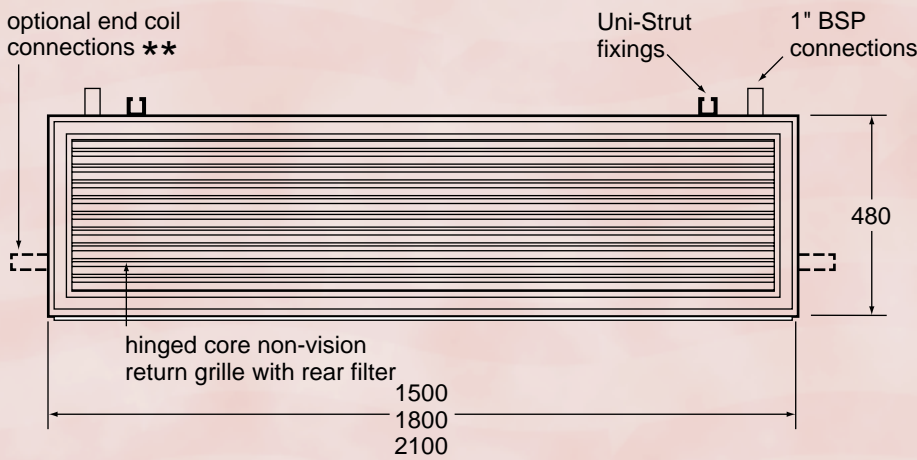 optional end coil
connections **
Uni-Strut
fixings
1" BSP
connections
480
hinged core non-vision
return grille with rear filter
1500
1800
2100